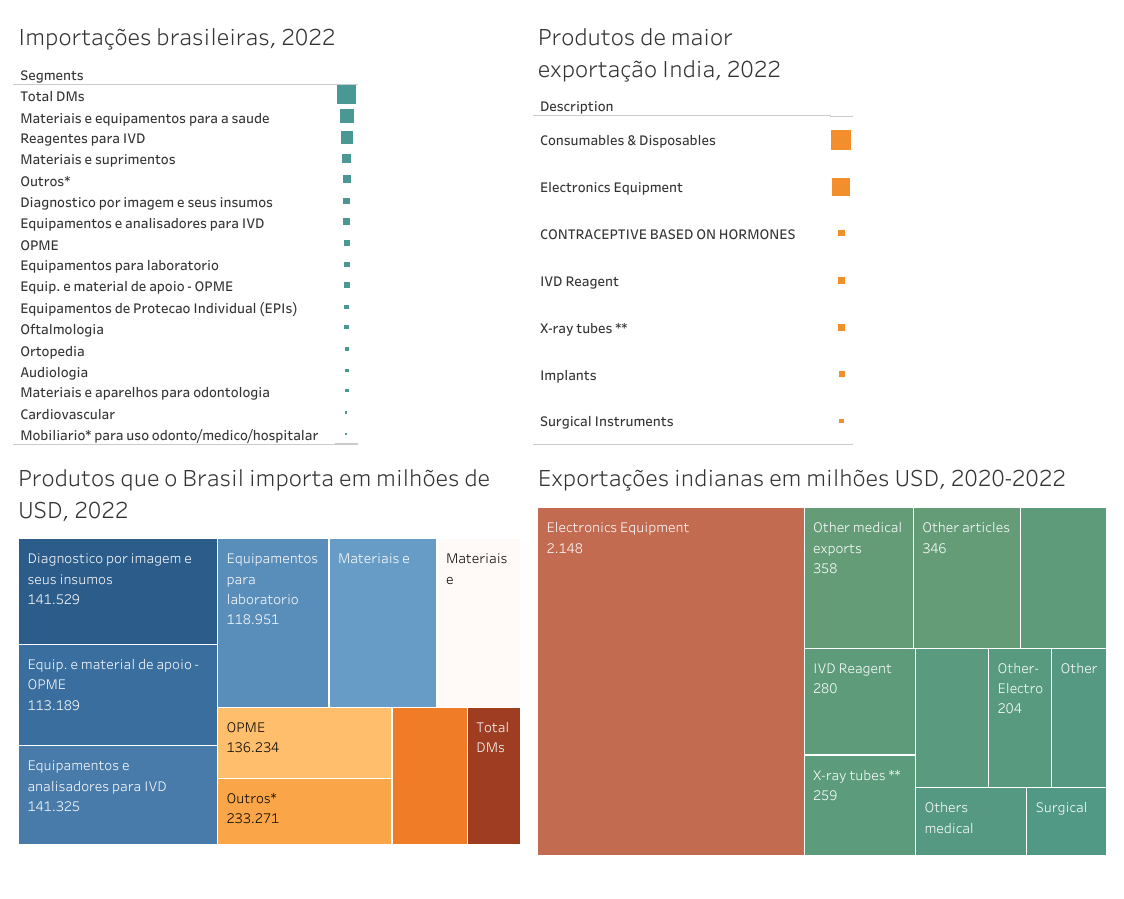 Importações brasileiras, 2022
Segments
Total DMs
Materiais e equipamentos para a saude
Reagentes para IVD
Materiais e suprimentos
Outros*
Diagnostico por imagem e seus insumos
Equipamentos e analisadores para IVD
OPME
Equipamentos para laboratorio
Equip. e material de apoio - OPME
Equipamentos de Protecao Individual (EPIs)
Oftalmologia
Ortopedia
Audiologia
Materiais e aparelhos para odontologia
Cardiovascular
Mobiliario* para uso odonto/medico/hospitalar
Produtos de maior
exportação India, 2022
Description
Consumables & Disposables
Electronics Equipment
CONTRACEPTIVE BASED ON HORMONES
IVD Reagent
X-ray tubes **
Implants
Surgical Instruments
Produtos que o Brasil importa em milhões de
USD, 2022
Diagnostico por imagem e
seus insumos
141.529
Equip. e material de apoio -
OPME
113.189
Equipamentos e
analisadores para IVD
141.325
Equipamentos
para
laboratorio
118.951
Materiais e
Materiais
e
OPME
136.234
Outros*
233.271
Total
DMs
Exportações indianas em milhões USD, 2020-2022
Electronics Equipment
2.148
Other medical
exports
358
Other articles
346
IVD Reagent
280
X-ray tubes **
259
Other-
Electro
204
Other
Others
medical
Surgical